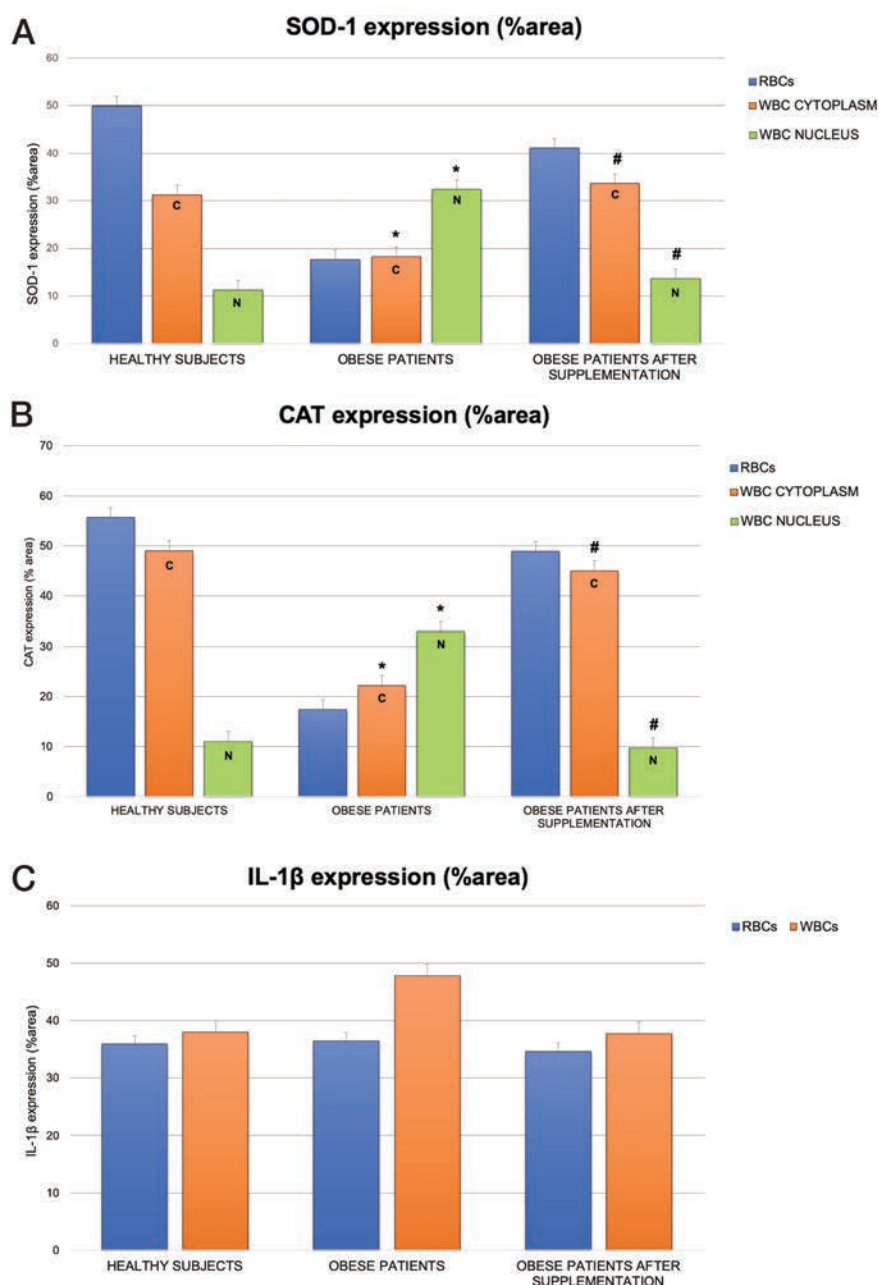 A
SOD-1 expression (%area)
60
50
40
30
20
10
0
SOD-1 expression (%area)
C
N
*
C
*
N
#
C
#
N
HEALTHY SUBJECTS
OBESE PATIENTS
OBESE PATIENTS AFTER
SUPPLEMENTATION
RBCs
WBC CYTOPLASM
WBC NUCLEUS
B
CAT expression (%area)
70
60
50
40
30
20
10
0
CAT expression (% area)
C
N
*
C
*
N
#
C
#
N
HEALTHY SUBJECTS
OBESE PATIENTS
OBESE PATIENTS AFTER
SUPPLEMENTATION
RBCs
WBC CYTOPLASM
WBC NUCLEUS
C
IL-1β expression (%area)
60
50
40
30
20
10
0
IL-1β expression (%area)
HEALTHY SUBJECTS
OBESE PATIENTS
OBESE PATIENTS AFTER
SUPPLEMENTATION
RBCs WBCs